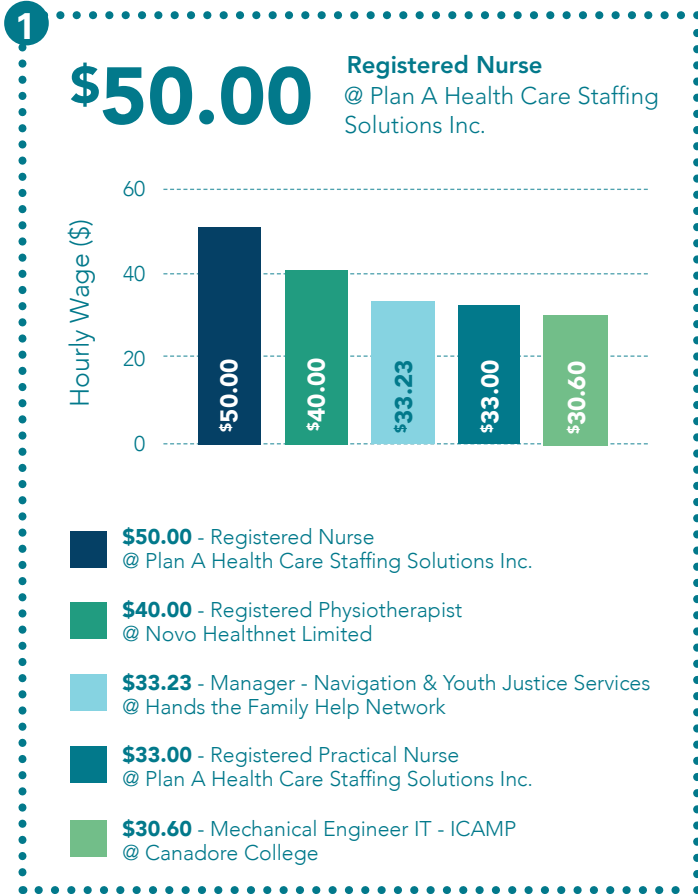 1
$50.00
Registered Nurse
@ Plan A Health Care Staffing
Solutions Inc.
Hourly Wage ($)
60
40
20
0
$50.00
$40.00
$33.23
$33.00
$30.60
$50.00 - Registered Nurse
@ Plan A Health Care Staffing Solutions Inc.
$40.00 - Registered Physiotherapist
@ Novo Healthnet Limited
$33.23 - Manager - Navigation & Youth Justice Services
@ Hands the Family Help Network
$33.00 - Registered Practical Nurse
@ Plan A Health Care Staffing Solutions Inc.
$30.60 - Mechanical Engineer IT - ICAMP
@ Canadore College